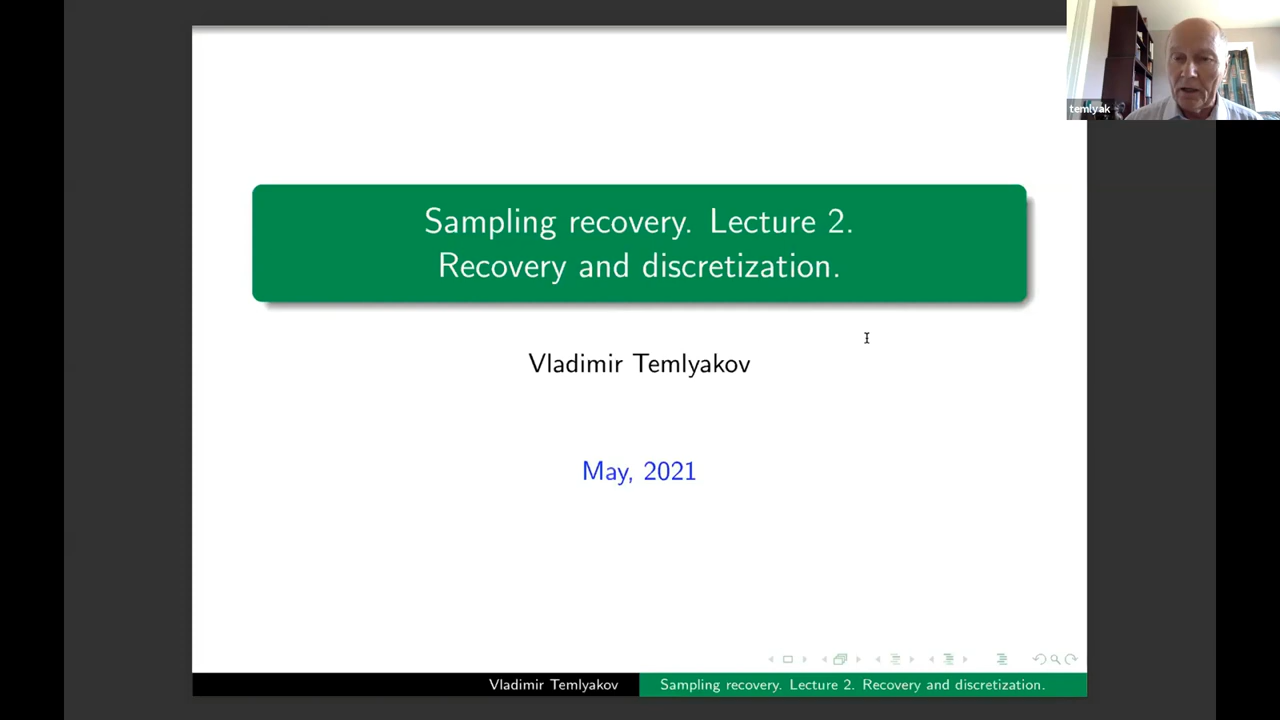 temlyak
Sampling recovery. Lecture 2.
Recovery and discretization.
Vladimir Temlyakov
May, 2021
Vladimir Temlyakov
Sampling recovery. Lecture 2. Recovery and discretization.